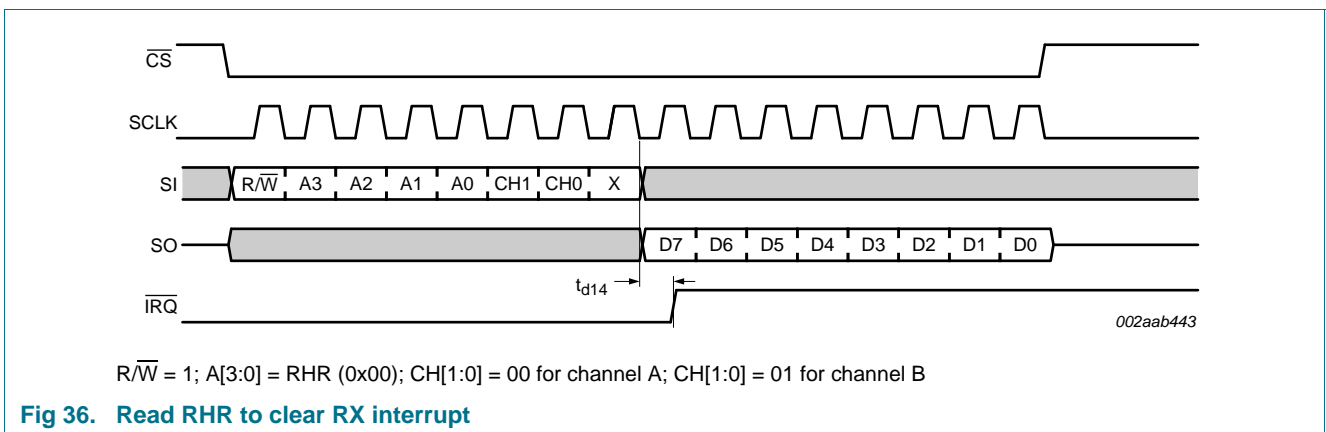 CS
SCLK
SI R/W A3 A2 A1 A0 CH1 CH0 X
SO D7 D6 D5 D4 D3 D2 D1 D0
td14
IRQ
002aab443
R/W = 1; A[3:0] = RHR (0x00); CH[1:0] = 00 for channel A; CH[1:0] = 01 for channel B
Fig 36. Read RHR to clear RX interrupt